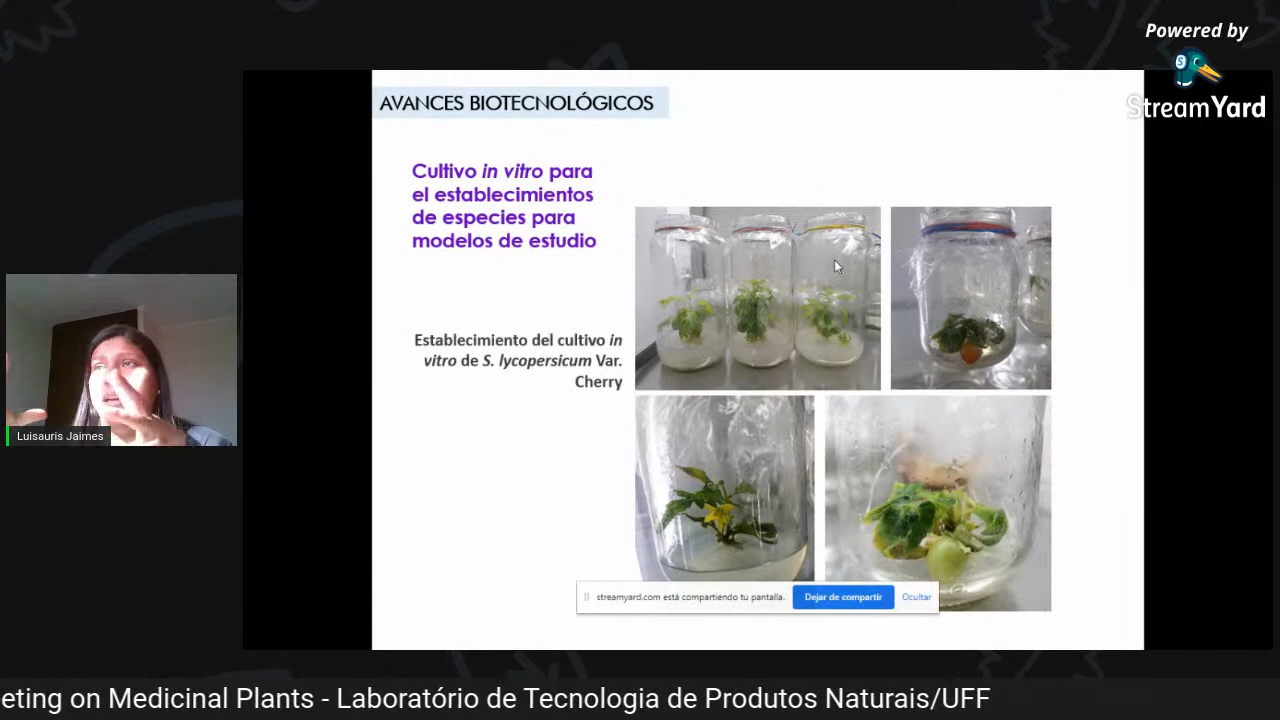 Powered by
StreamYard
AVANCES BIOTECNOLÓGICOS
Cultivo in vitro para
el establecimientos
de especies para
modelos de estudio
Establecimiento del cultivo in
vitro de S. lycopersicum Var.
Cherry
Luisauris Jaimes
streamyard.com está compartiendo tu pantalla.
Dejar de compartir
Ocultar
eting on Medicinal Plants - Laboratório de Tecnologia de Produtos Naturais/UFF